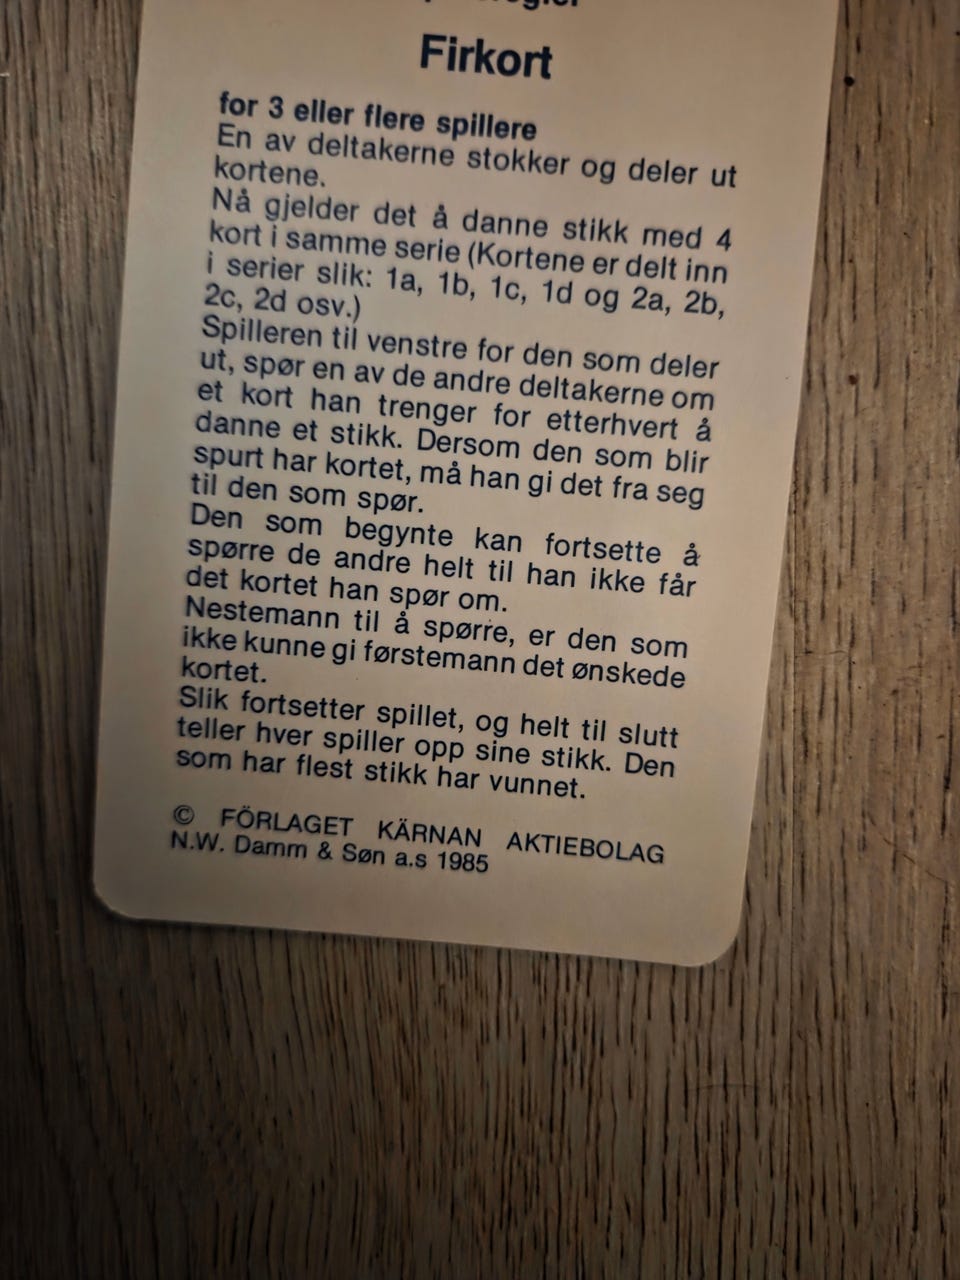 Firkort
for 3 eller flere spillere
En av deltakerne stokker og deler ut
kortene.
Nå gjelder det å danne stikk med 4
kort i samme serie (Kortene er delt inn
i serier slik: 1a, 1b, 1c, 1d og 2a, 2b,
2c, 2d osv.)
Spilleren til venstre for den som deler
ut, spør en av de andre deltakerne om
et kort han trenger for etterhvert å
danne et stikk. Dersom den som blir
spurt har kortet, må han gi det fra seg
til den som spør.
Den som begynte kan fortsette å
spørre de andre helt til han ikke får
det kortet han spør om.
Nestemann til å spørre, er den som
ikke kunne gi førstemann det ønskede
kortet.
Slik fortsetter spillet, og helt til slutt
teller hver spiller opp sine stikk. Den
som har flest stikk har vunnet.
© FÖRLAGET KÄRNAN AKTIEBOLAG
N.W. Damm & Søn a.s 1985